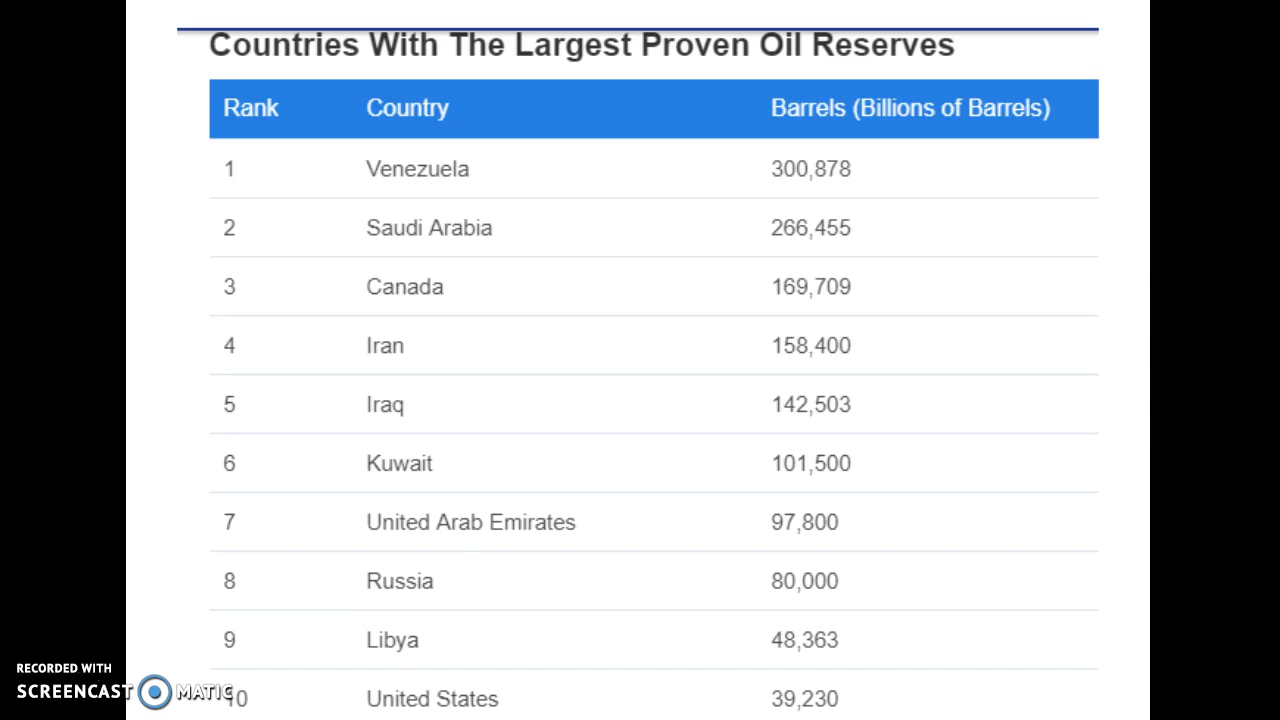 Countries With The Largest Proven Oil Reserves
Rank Country Barrels (Billions of Barrels)
1 Venezuela 300,878
2 Saudi Arabia 266,455
3 Canada 169,709
4 Iran 158,400
5 Iraq 142,503
6 Kuwait 101,500
7 United Arab Emirates 97,800
8 Russia 80,000
9 Libya 48,363
10 United States 39,230
RECORDED WITH
SCREENCAST MATIC